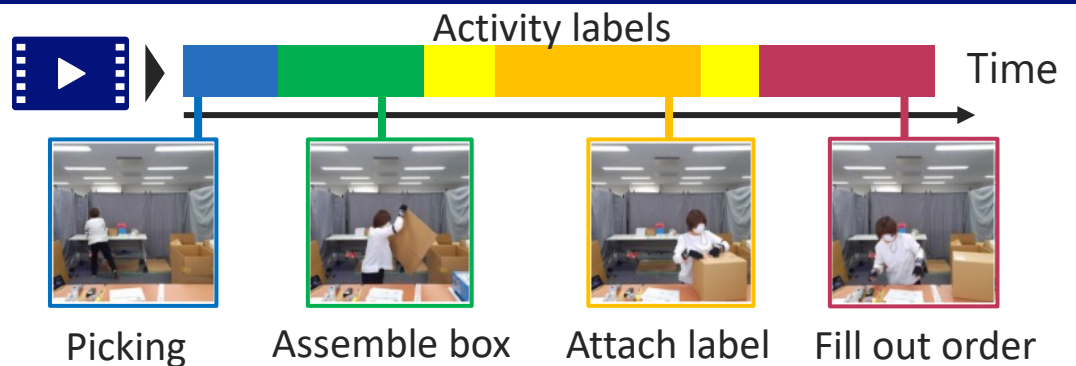 Activity labels
Time
Picking
Assemble box
Attach label
Fill out order